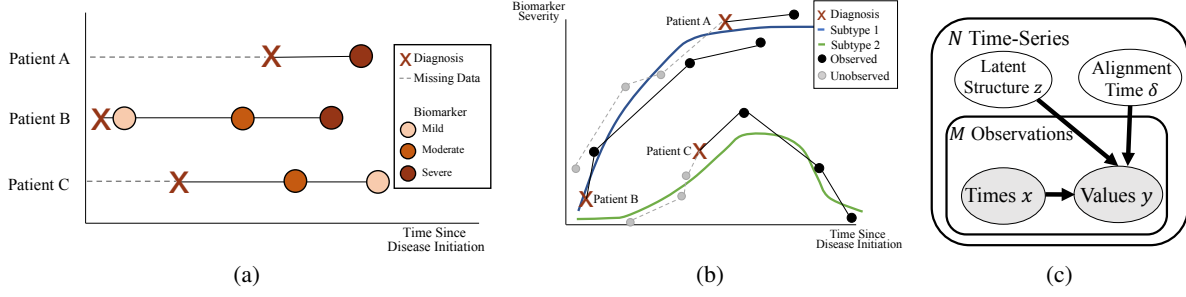 Patient A
Patient B
Patient C
X Diagnosis
Missing Data
Biomarker
Mild
Moderate
Severe
Time Since
Disease Initiation
(a)
Biomarker
Severity
Patient A
Patient C
Patient B
X Diagnosis
Subtype 1
Subtype 2
Observed
Unobserved
Time Since
Disease Initiation
(b)
N Time-Series
Latent
Structure z
Alignment
Time δ
M Observations
Times x
Values y
(c)